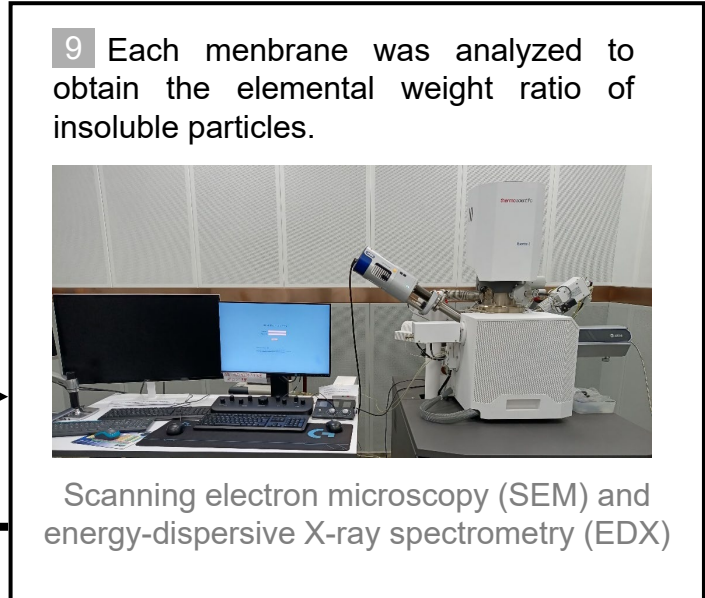 9 Each menbrane was analyzed to
obtain the elemental weight ratio of
insoluble particles.
Scanning electron microscopy (SEM) and
energy-dispersive X-ray spectrometry (EDX)